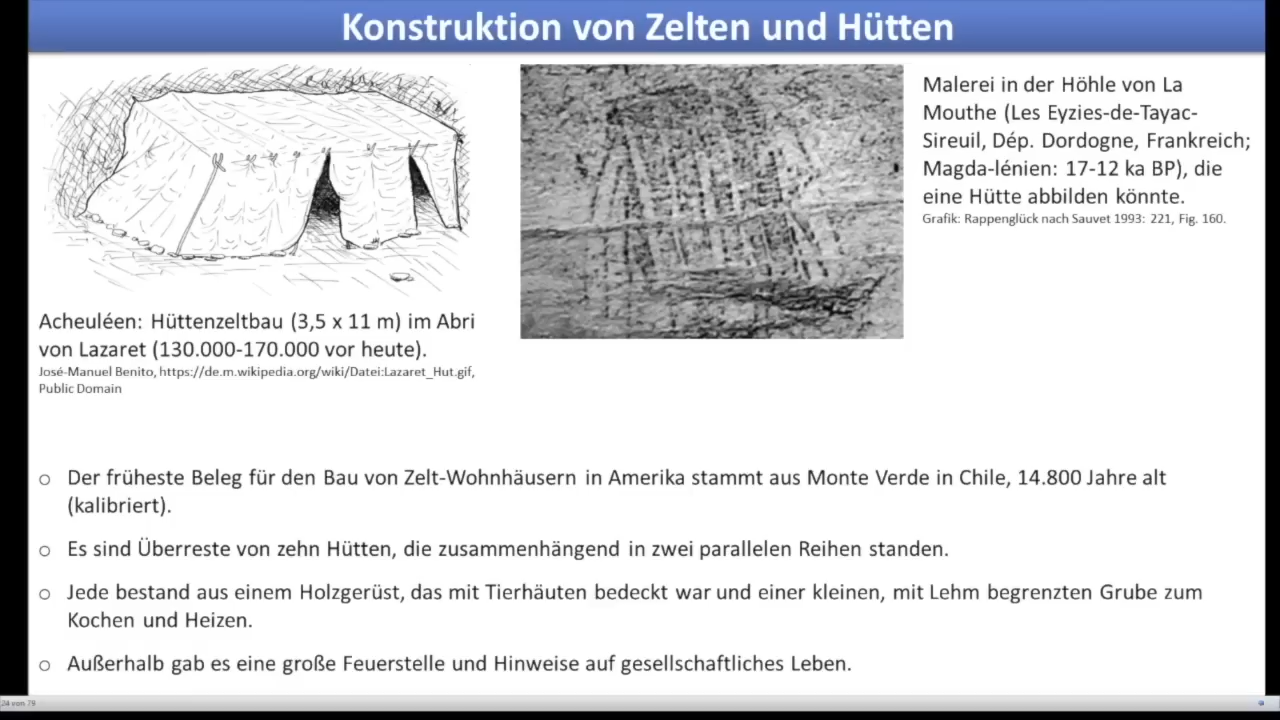 Konstruktion von Zelten und Hütten
Malerei in der Höhle von La
Mouthe (Les Eyzies-de-Tayac-
Sireuil, Dép. Dordogne, Frankreich;
Magda-lénien: 17-12 ka BP), die
eine Hütte abbilden könnte.
Grafik: Rappenglück nach Sauvet 1993: 221, Fig. 160.
Acheuléen: Hüttenzeltbau (3,5 x 11 m) im Abri
von Lazaret (130.000-170.000 vor heute).
José-Manuel Benito, https://de.m.wikipedia.org/wiki/Datei:Lazaret_Hut.gif,
Public Domain
○ Der früheste Beleg für den Bau von Zelt-Wohnhäusern in Amerika stammt aus Monte Verde in Chile, 14.800 Jahre alt
(kalibriert).
○ Es sind Überreste von zehn Hütten, die zusammenhängend in zwei parallelen Reihen standen.
○ Jede bestand aus einem Holzgerüst, das mit Tierhäuten bedeckt war und einer kleinen, mit Lehm begrenzten Grube zum
Kochen und Heizen.
○ Außerhalb gab es eine große Feuerstelle und Hinweise auf gesellschaftliches Leben.
24 von 79